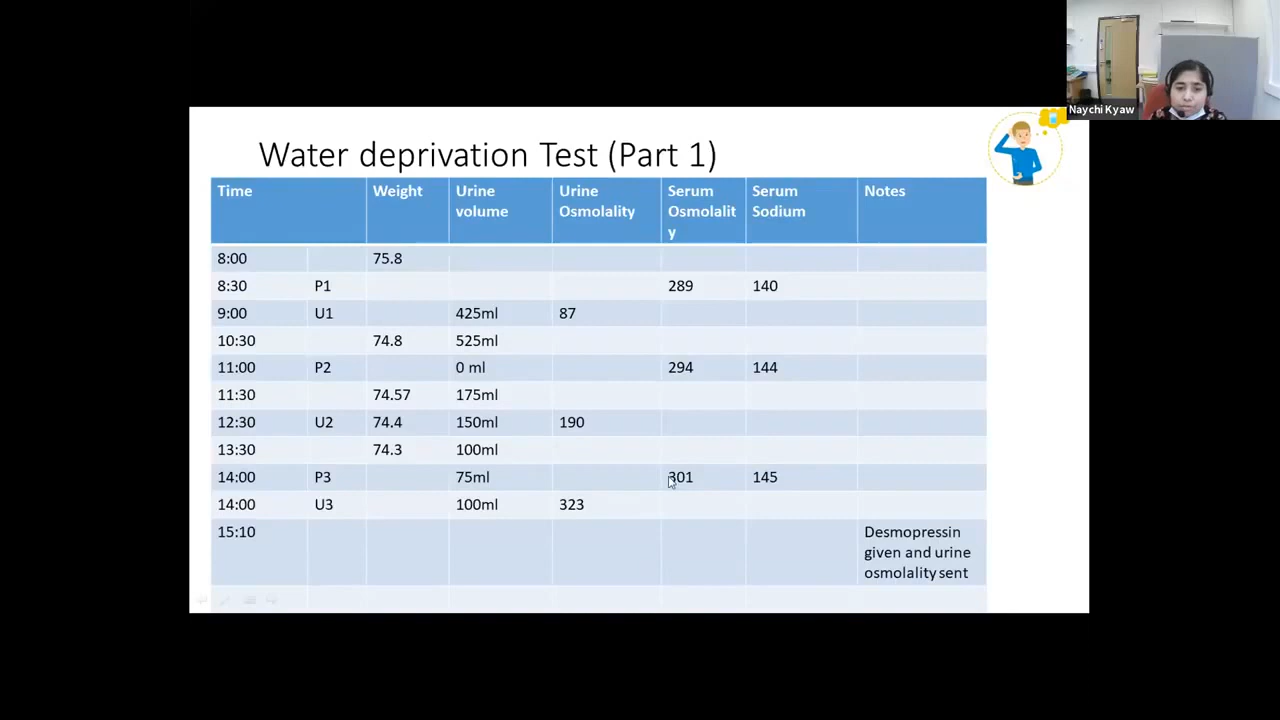 Naychi Kyaw
Water deprivation Test (Part 1)
Time Weight Urine volume Urine Osmolality Serum Osmolality Serum Sodium Notes
8:00 75.8
8:30 P1 289 140
9:00 U1 425ml 87
10:30 74.8 525ml
11:00 P2 0 ml 294 144
11:30 74.57 175ml
12:30 U2 74.4 150ml 190
13:30 74.3 100ml
14:00 P3 75ml 301 145
14:00 U3 100ml 323
15:10 Desmopressin
given and urine
osmolality sent